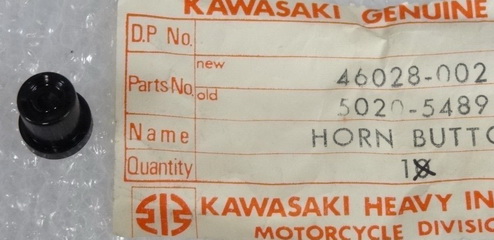 KAWASAKI GENUINE
D.P No.
Parts No. new 46028-002
old 5020-5489
Name HORN BUTTO
Quantity 1
KAWASAKI HEAVY IN
MOTORCYCLE DIVISIO